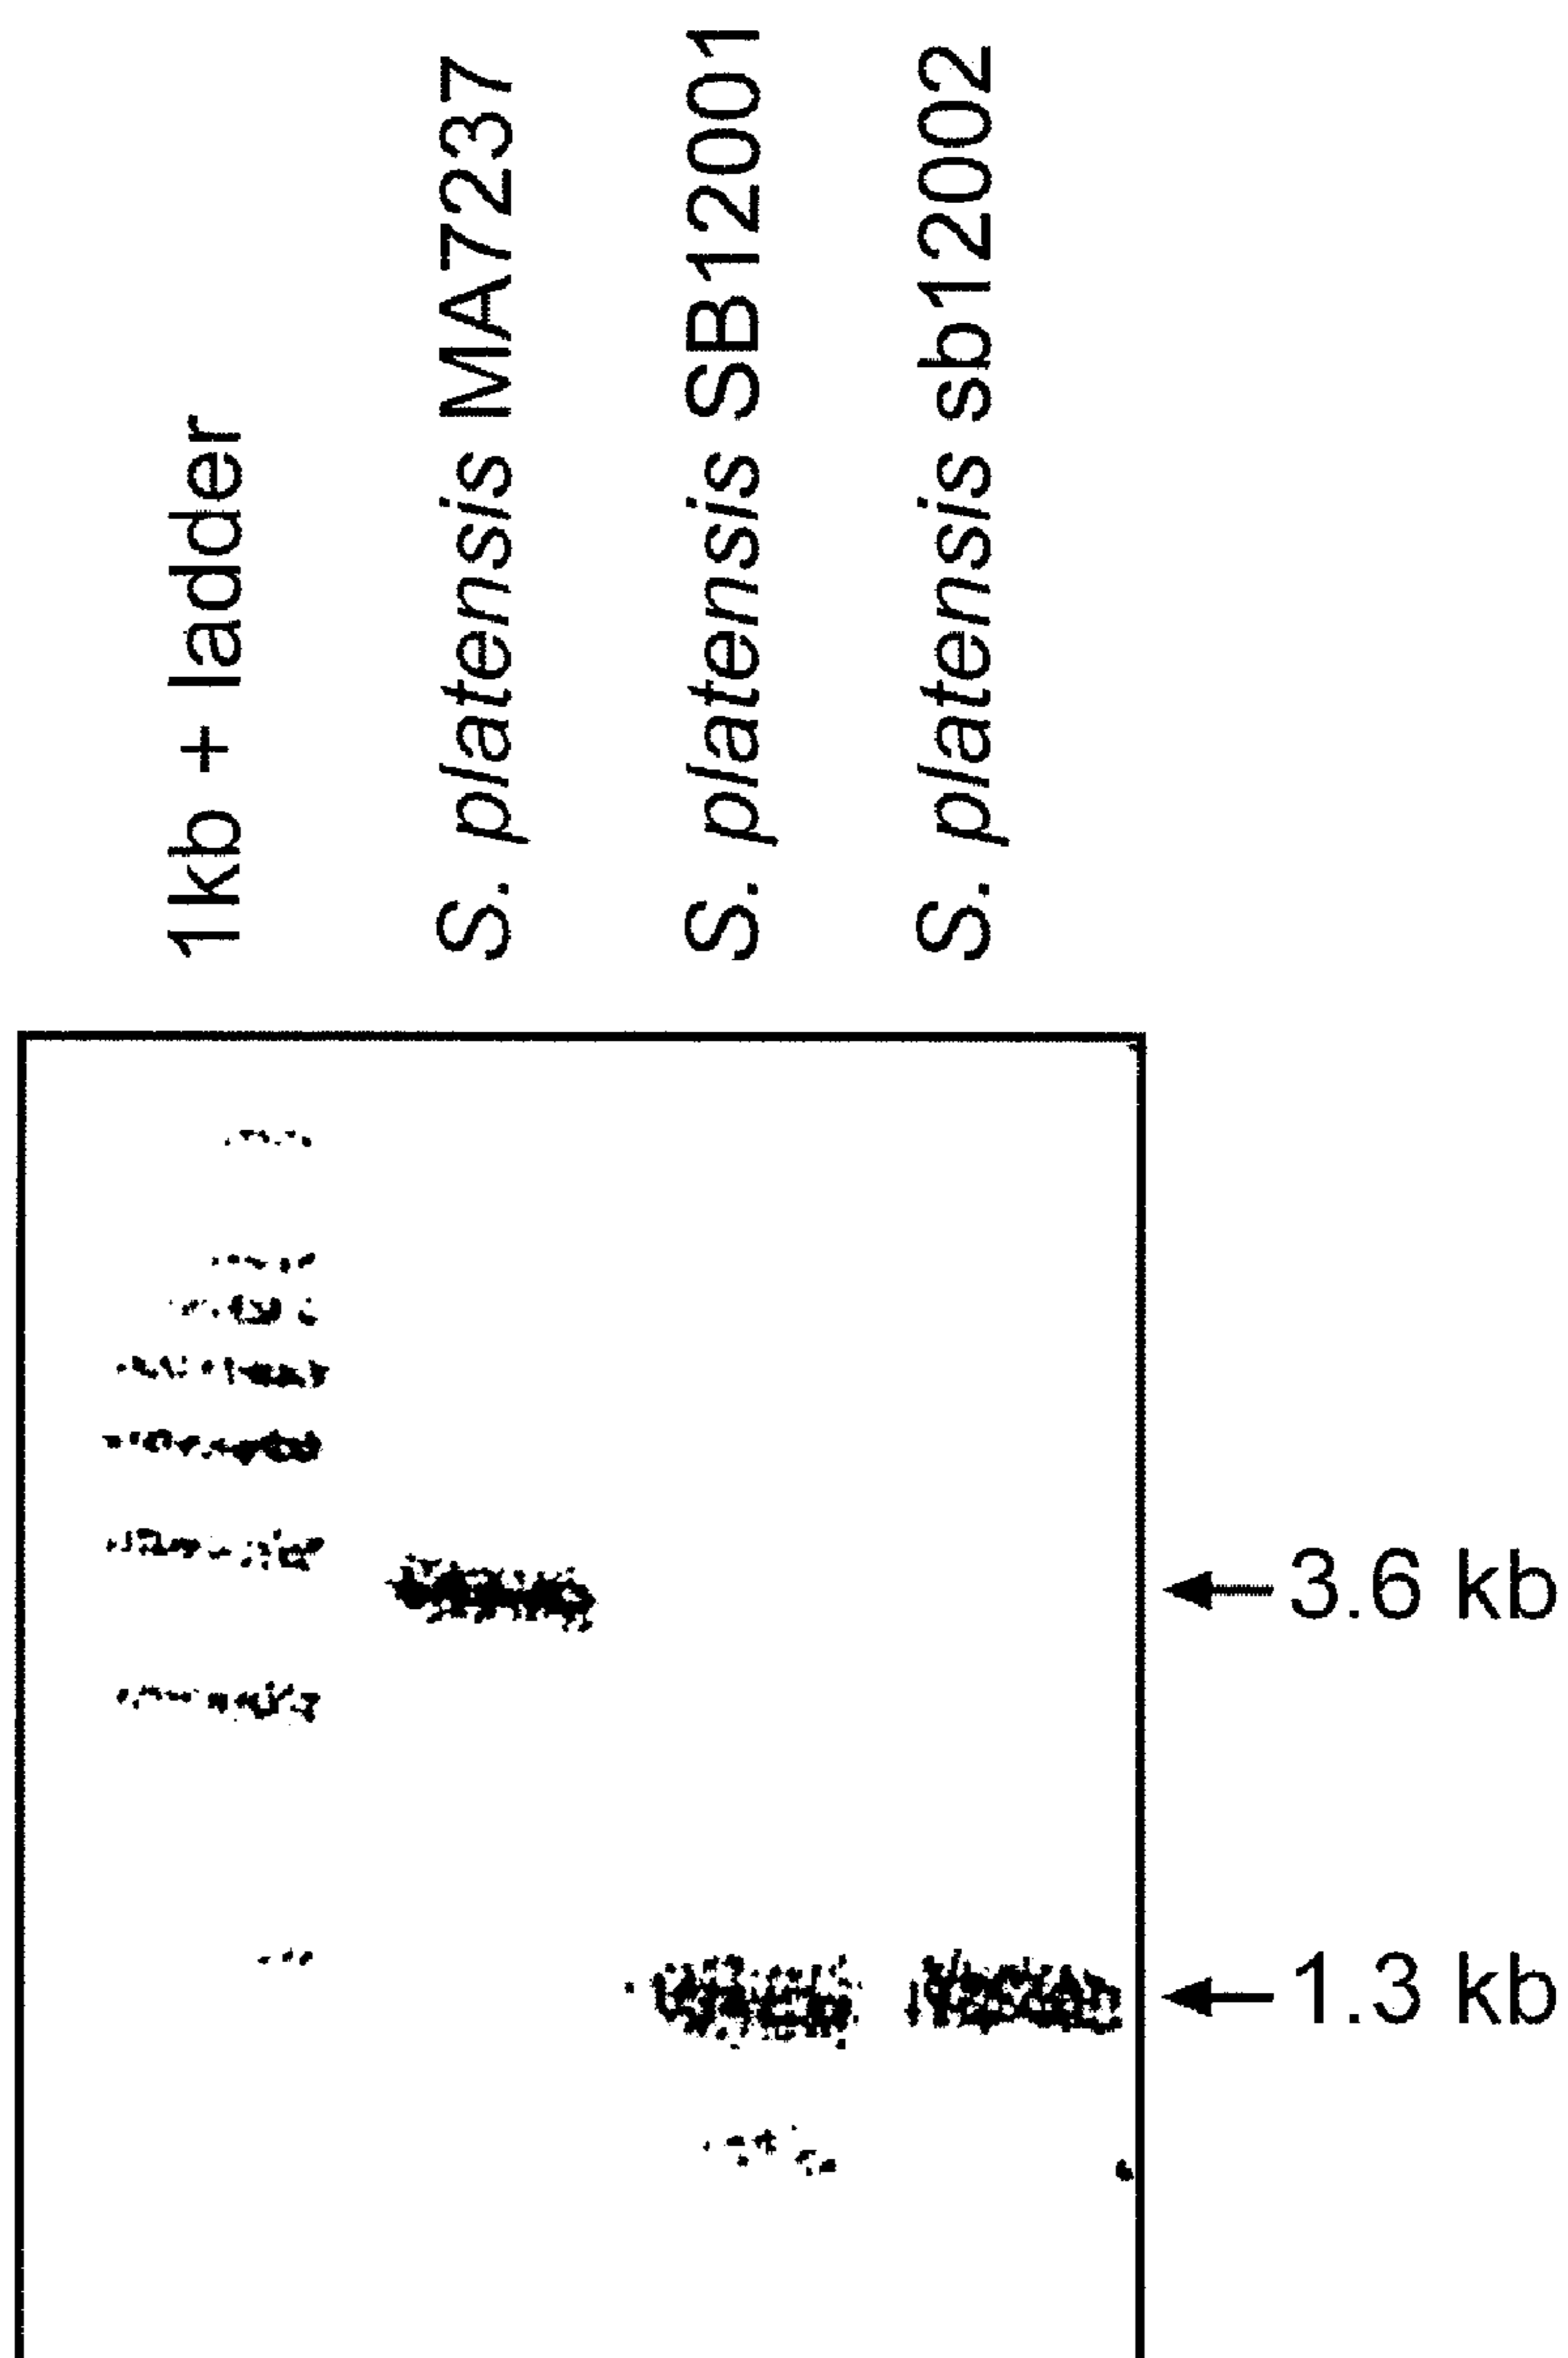 1kb + ladder
S. platensis MA7237
S. platensis SB12001
S. platensis sb12002
3.6 kb
1.3 kb